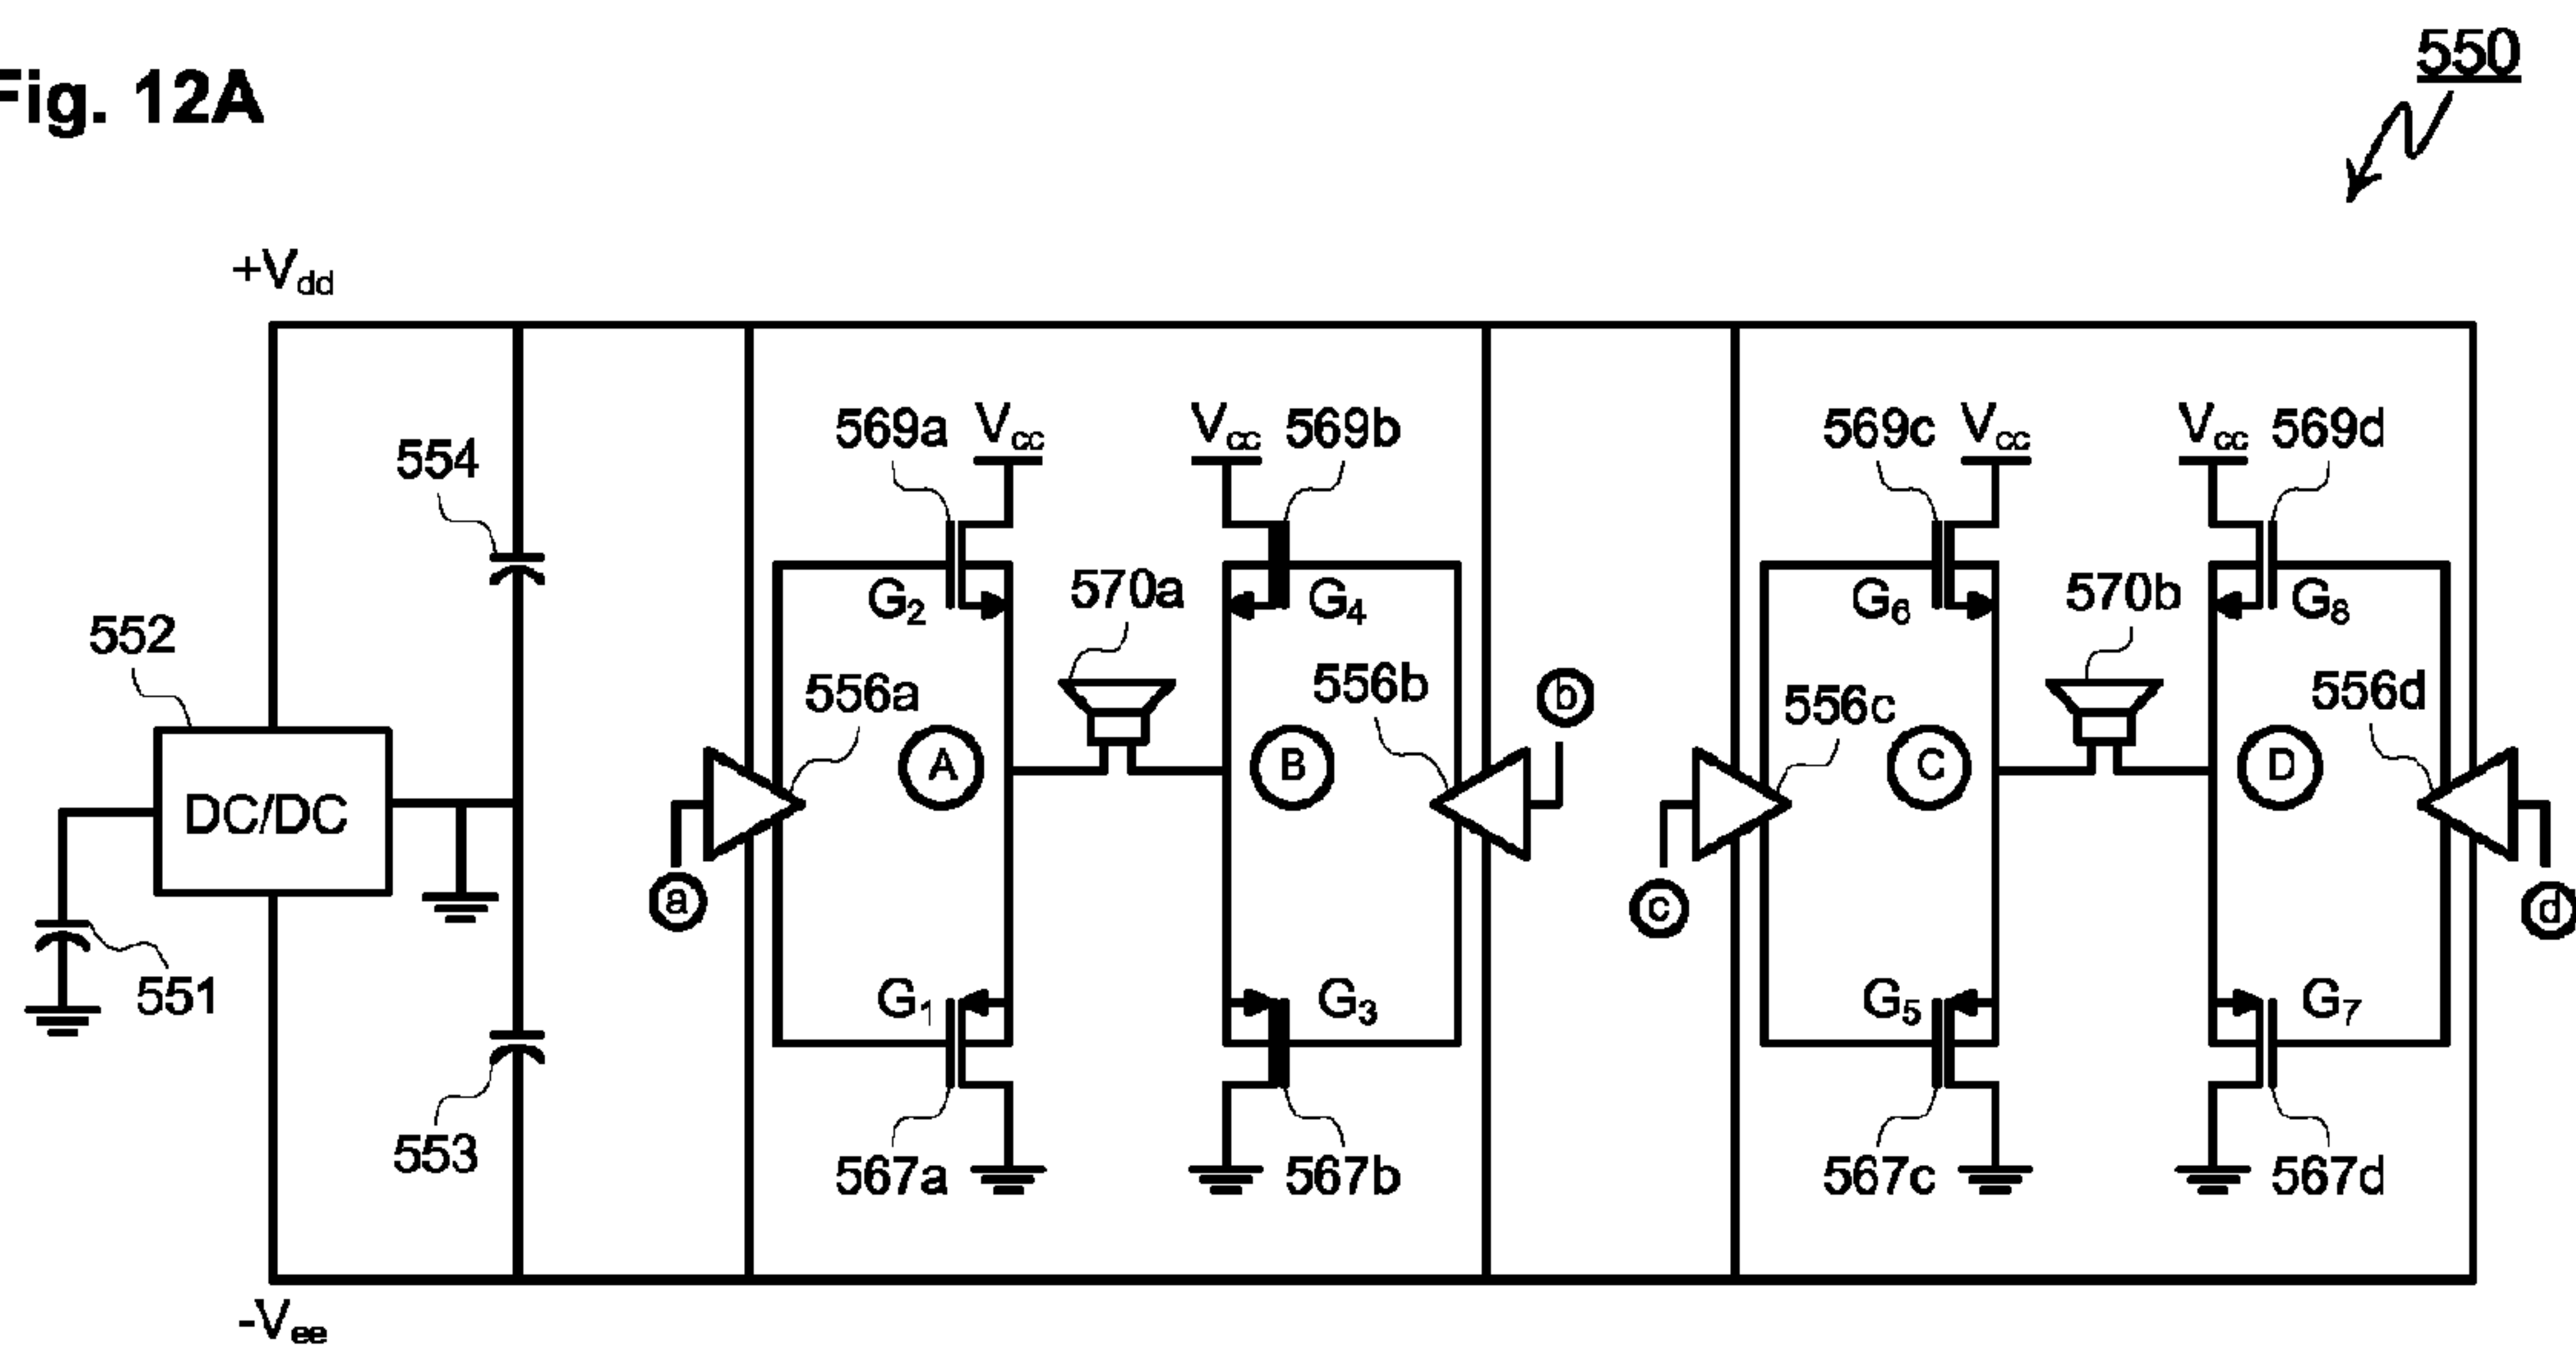 Fig. 12A
550
+Vdd
569a Vcc Vcc 569b 569c Vcc Vcc 569d
554
G2 570a G4 G6 570b G8
552
556a 556b b 556c 556d
A B C D
DC/DC
a c d
551 G1 G3 G5 G7
553 567a 567b 567c 567d
-Vee